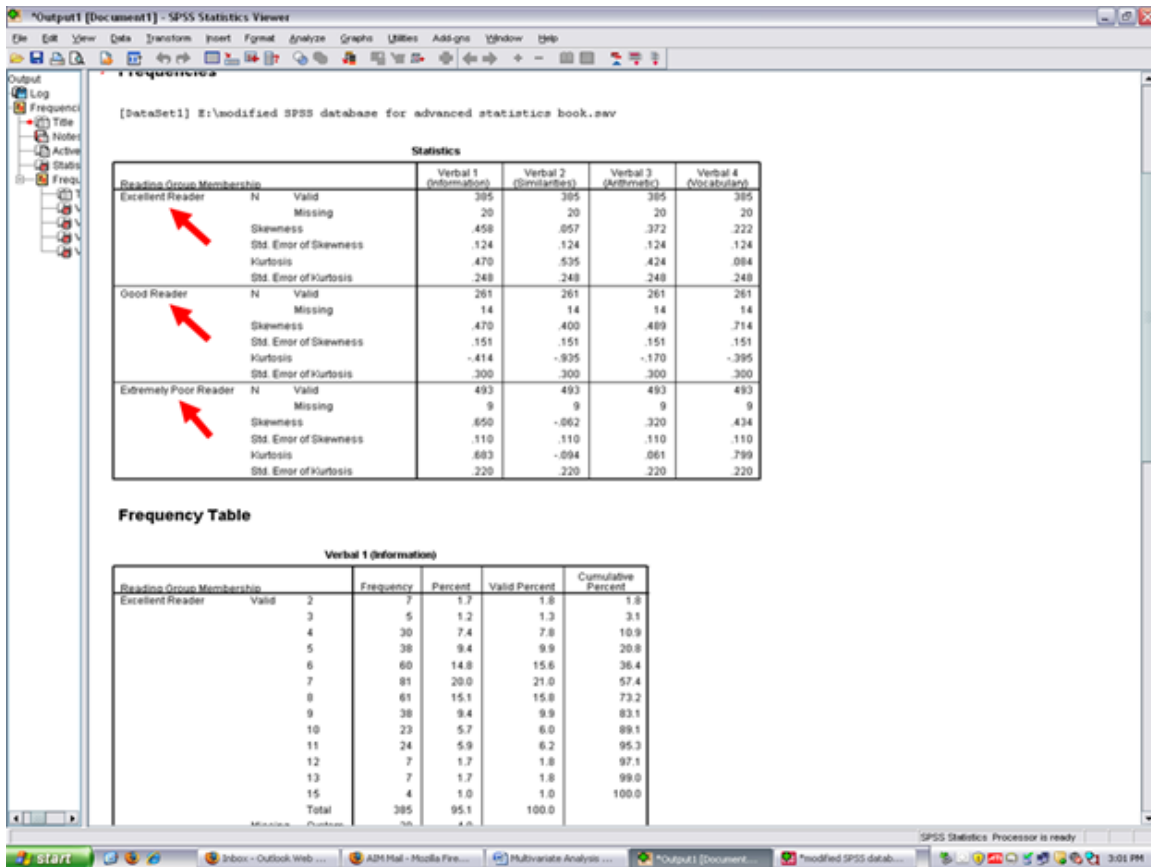 *Output1 [Document1] - SPSS Statistics Viewer
File Edit View Data Transform Insert Format Analyze Graphs Utilities Add-ons Window Help
Output
Log
Frequenci
Title
Notes
Active
Statis
Frequ
Frequencies
[DataSet1] E:\modified SPSS database for advanced statistics book.sav
Statistics
Reading Group Membership Verbal 1 (Information) Verbal 2 (Similarities) Verbal 3 (Arithmetic) Verbal 4 (Vocabulary)
Excellent Reader N Valid 385 385 385 385
Missing 20 20 20 20
Skewness .458 .057 .372 .222
Std. Error of Skewness .124 .124 .124 .124
Kurtosis .470 .535 .424 .084
Std. Error of Kurtosis .248 .248 .248 .248
Good Reader N Valid 261 261 261 261
Missing 14 14 14 14
Skewness .470 .400 .489 .714
Std. Error of Skewness .151 .151 .151 .151
Kurtosis -.414 -.935 -.170 -.395
Std. Error of Kurtosis .300 .300 .300 .300
Extremely Poor Reader N Valid 493 493 493 493
Missing 9 9 9 9
Skewness .650 -.062 .320 .434
Std. Error of Skewness .110 .110 .110 .110
Kurtosis .683 -.094 .061 .799
Std. Error of Kurtosis .220 .220 .220 .220
Frequency Table
Verbal 1 (Information)
Reading Group Membership Frequency Percent Valid Percent Cumulative Percent
Excellent Reader Valid 2 7 1.7 1.8 1.8
3 5 1.2 1.3 3.1
4 30 7.4 7.8 10.9
5 38 9.4 9.9 20.8
6 60 14.8 15.6 36.4
7 81 20.0 21.0 57.4
8 61 15.1 15.8 73.2
9 38 9.4 9.9 83.1
10 23 5.7 6.0 89.1
11 24 5.9 6.2 95.3
12 7 1.7 1.8 97.1
13 7 1.7 1.8 99.0
15 4 1.0 1.0 100.0
Total 385 95.1 100.0
Missing System 20 4.9
SPSS Statistics Processor is ready
start Inbox - Outlook Web ... AIM Mail - Mozilla Fire... Multivariate Analysis ... *Output1 [Document... *modified SPSS datab... 3:01 PM